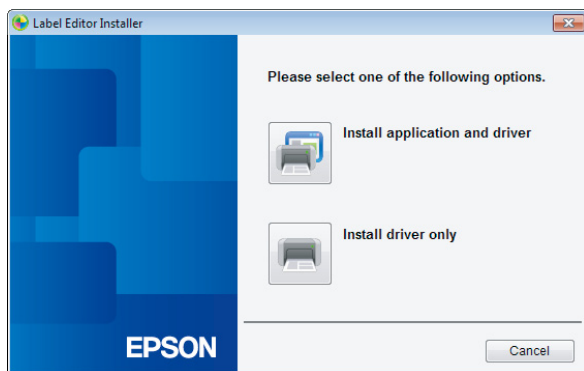 Label Editor Installer
Please select one of the following options.
Install application and driver
Install driver only
EPSON
Cancel